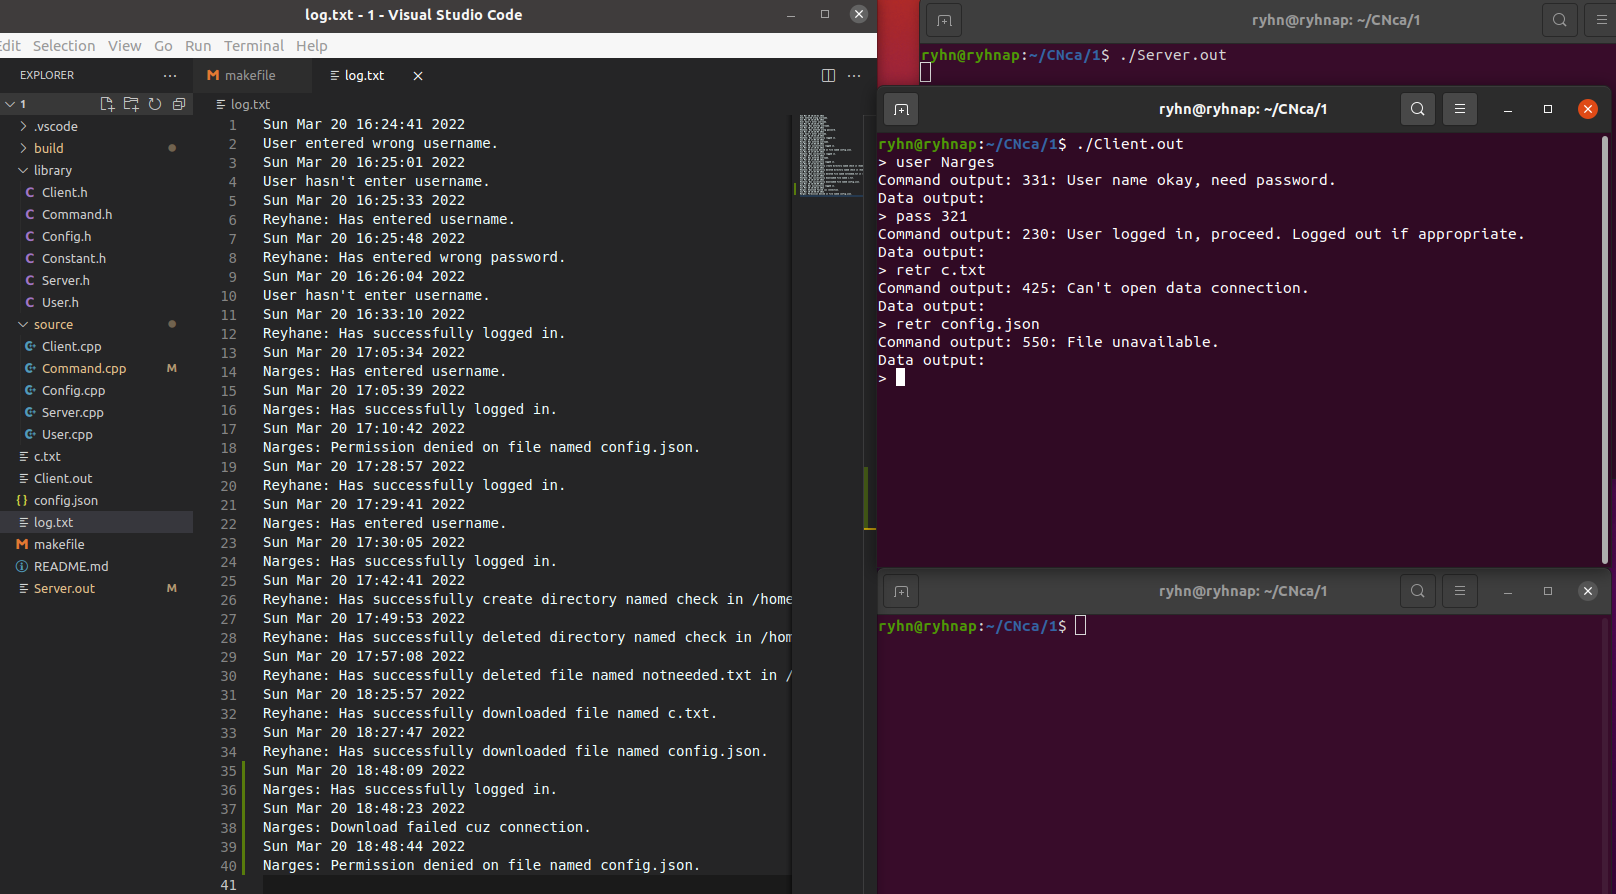 log.txt - 1 - Visual Studio Code
Edit Selection View Go Run Terminal Help
EXPLORER
1
.vscode
build
library
C Client.h
C Command.h
C Config.h
C Constant.h
C Server.h
C User.h
source
Client.cpp
Command.cpp M
Config.cpp
Server.cpp
User.cpp
c.txt
Client.out
{} config.json
log.txt
M makefile
README.md
Server.out M
M makefile
log.txt
log.txt
1 Sun Mar 20 16:24:41 2022
2 User entered wrong username.
3 Sun Mar 20 16:25:01 2022
4 User hasn't enter username.
5 Sun Mar 20 16:25:33 2022
6 Reyhane: Has entered username.
7 Sun Mar 20 16:25:48 2022
8 Reyhane: Has entered wrong password.
9 Sun Mar 20 16:26:04 2022
10 User hasn't enter username.
11 Sun Mar 20 16:33:10 2022
12 Reyhane: Has successfully logged in.
13 Sun Mar 20 17:05:34 2022
14 Narges: Has entered username.
15 Sun Mar 20 17:05:39 2022
16 Narges: Has successfully logged in.
17 Sun Mar 20 17:10:42 2022
18 Narges: Permission denied on file named config.json.
19 Sun Mar 20 17:28:57 2022
20 Reyhane: Has successfully logged in.
21 Sun Mar 20 17:29:41 2022
22 Narges: Has entered username.
23 Sun Mar 20 17:30:05 2022
24 Narges: Has successfully logged in.
25 Sun Mar 20 17:42:41 2022
26 Reyhane: Has successfully create directory named check in /home
27 Sun Mar 20 17:49:53 2022
28 Reyhane: Has successfully deleted directory named check in /hom
29 Sun Mar 20 17:57:08 2022
30 Reyhane: Has successfully deleted file named notneeded.txt in /
31 Sun Mar 20 18:25:57 2022
32 Reyhane: Has successfully downloaded file named c.txt.
33 Sun Mar 20 18:27:47 2022
34 Reyhane: Has successfully downloaded file named config.json.
35 Sun Mar 20 18:48:09 2022
36 Narges: Has successfully logged in.
37 Sun Mar 20 18:48:23 2022
38 Narges: Download failed cuz connection.
39 Sun Mar 20 18:48:44 2022
40 Narges: Permission denied on file named config.json.
41
ryhn@ryhnap: ~/CNca/1
ryhn@ryhnap:~/CNca/1$ ./Server.out
ryhn@ryhnap: ~/CNca/1
ryhn@ryhnap:~/CNca/1$ ./Client.out
> user Narges
Command output: 331: User name okay, need password.
Data output:
> pass 321
Command output: 230: User logged in, proceed. Logged out if appropriate.
Data output:
> retr c.txt
Command output: 425: Can't open data connection.
Data output:
> retr config.json
Command output: 550: File unavailable.
Data output:
>
ryhn@ryhnap: ~/CNca/1
ryhn@ryhnap:~/CNca/1$